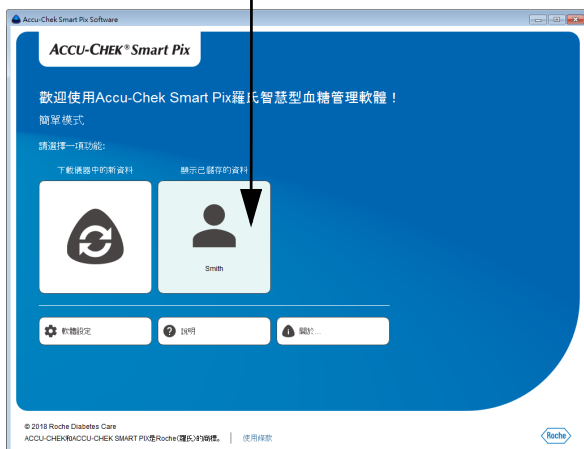 Accu-Chek Smart Pix Software
ACCU-CHEK® Smart Pix
歡迎使用Accu-Chek Smart Pix羅氏智慧型血糖管理軟體！
簡單模式
請選擇一項功能:
下載儀器中的新資料
顯示已儲存的資料
Smith
軟體設定
說明
關於...
© 2018 Roche Diabetes Care
ACCU-CHEK和ACCU-CHEK SMART PIX是Roche(羅氏)的商標。
使用條款
Roche